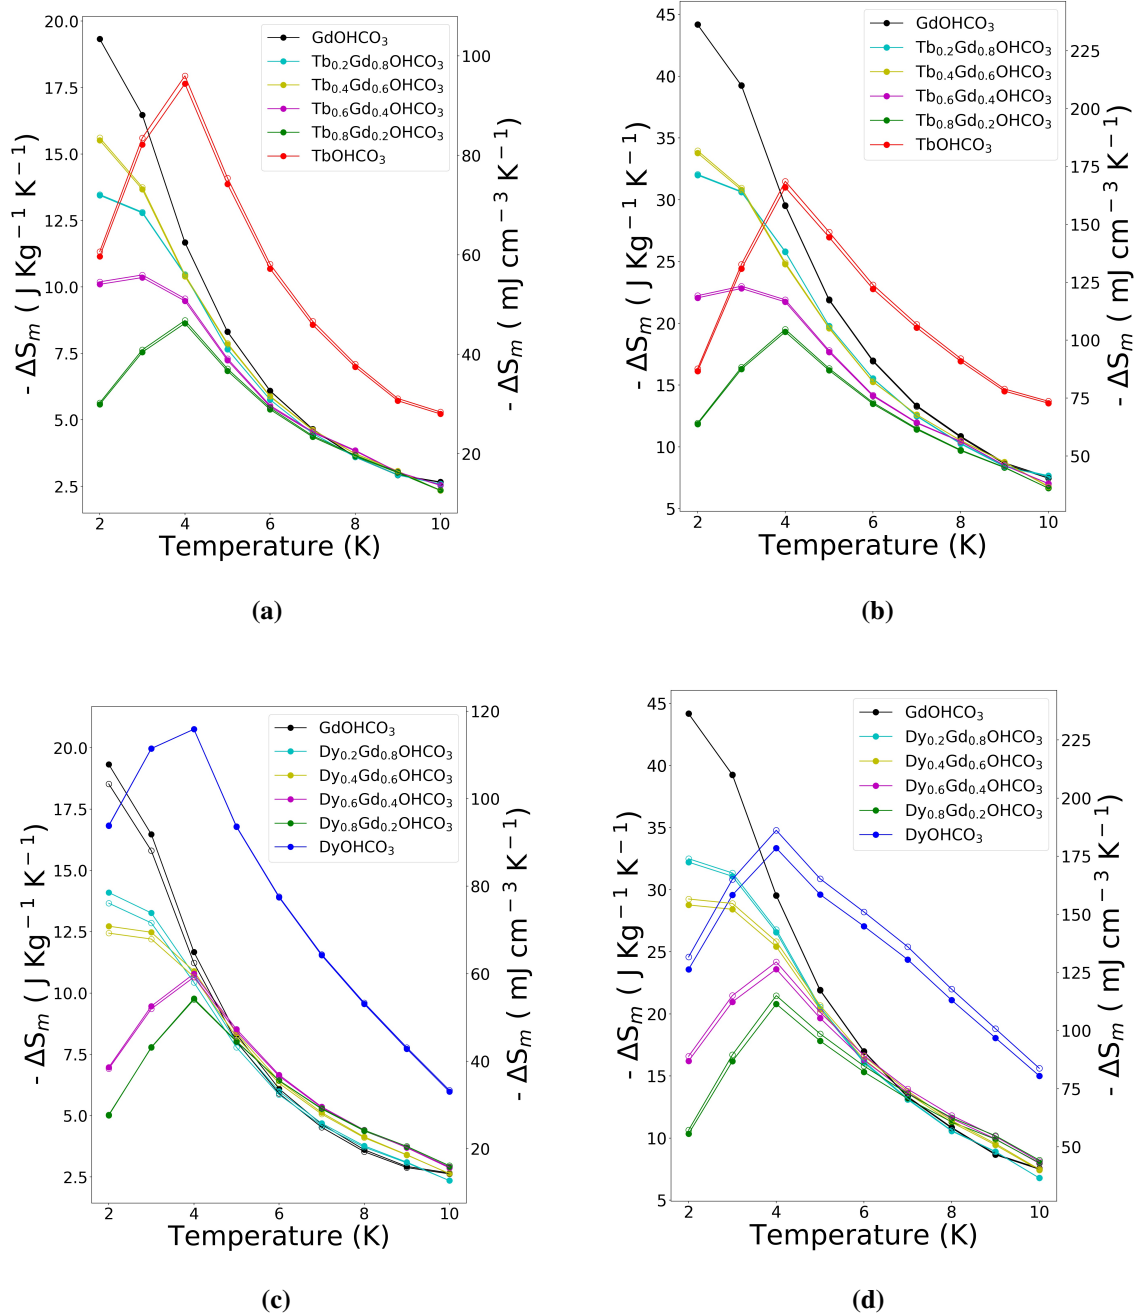 20.0
17.5
15.0
12.5
10.0
7.5
5.0
2.5
- ΔSₘ ( J Kg⁻¹ K⁻¹)
GdOHCO₃
Tb₀.₂Gd₀.₈OHCO₃
Tb₀.₄Gd₀.₆OHCO₃
Tb₀.₆Gd₀.₄OHCO₃
Tb₀.₈Gd₀.₂OHCO₃
TbOHCO₃
100
80
60
40
20
- ΔSₘ ( mJ cm⁻³ K⁻¹)
2 4 6 8 10
Temperature (K)
(a)
45
40
35
30
25
20
15
10
5
- ΔSₘ ( J Kg⁻¹ K⁻¹)
GdOHCO₃
Tb₀.₂Gd₀.₈OHCO₃
Tb₀.₄Gd₀.₆OHCO₃
Tb₀.₆Gd₀.₄OHCO₃
Tb₀.₈Gd₀.₂OHCO₃
TbOHCO₃
225
200
175
150
125
100
75
50
- ΔSₘ ( mJ cm⁻³ K⁻¹)
2 4 6 8 10
Temperature (K)
(b)
20.0
17.5
15.0
12.5
10.0
7.5
5.0
2.5
- ΔSₘ ( J Kg⁻¹ K⁻¹)
GdOHCO₃
Dy₀.₂Gd₀.₈OHCO₃
Dy₀.₄Gd₀.₆OHCO₃
Dy₀.₆Gd₀.₄OHCO₃
Dy₀.₈Gd₀.₂OHCO₃
DyOHCO₃
120
100
80
60
40
20
- ΔSₘ ( mJ cm⁻³ K⁻¹)
2 4 6 8 10
Temperature (K)
(c)
45
40
35
30
25
20
15
10
5
- ΔSₘ ( J Kg⁻¹ K⁻¹)
GdOHCO₃
Dy₀.₂Gd₀.₈OHCO₃
Dy₀.₄Gd₀.₆OHCO₃
Dy₀.₆Gd₀.₄OHCO₃
Dy₀.₈Gd₀.₂OHCO₃
DyOHCO₃
225
200
175
150
125
100
75
50
- ΔSₘ ( mJ cm⁻³ K⁻¹)
2 4 6 8 10
Temperature (K)
(d)